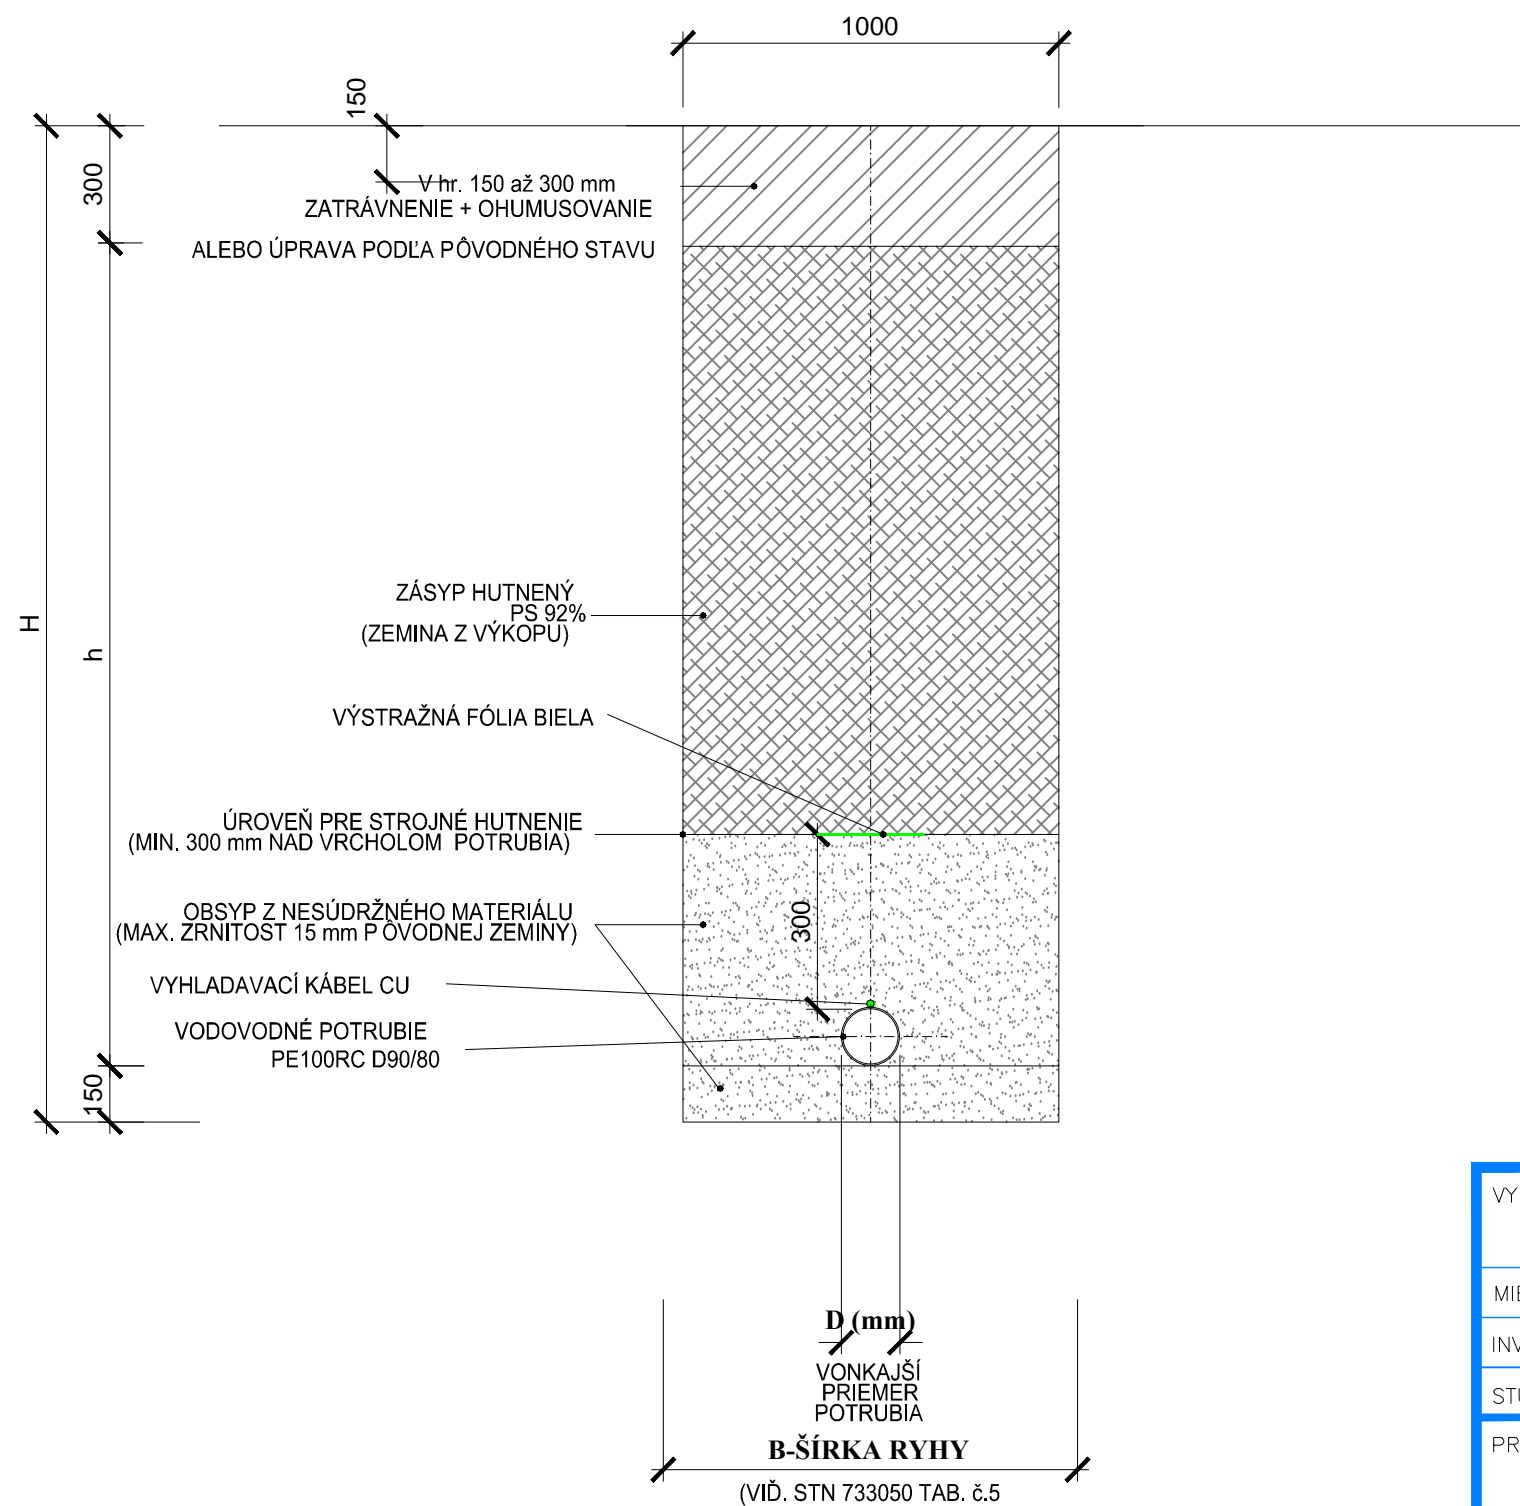 1000
150
300
V hr. 150 až 300 mm
ZATRÁVNENIE + OHUMUSOVANIE
ALEBO ÚPRAVA PODĽA PÔVODNÉHO STAVU
ZÁSYP HUTNENÝ
PS 92%
(ZEMINA Z VÝKOPU)
H
h
VÝSTRAŽNÁ FÓLIA BIELA
ÚROVEŇ PRE STROJNÉ HUTNENIE
(MIN. 300 mm NAD VRCHOLOM POTRUBIA)
OBSYP Z NESÚDRŽNÉHO MATERIÁLU
(MAX. ZRNITOST 15 mm PÔVODNEJ ZEMINY)
300
VYHLADAVACÍ KÁBEL CU
VODOVODNÉ POTRUBIE
PE100RC D90/80
150
D (mm)
VONKAJŠÍ
PRIEMER
POTRUBIA
B-ŠÍRKA RYHY
(VIĎ. STN 733050 TAB. č.5
VY
INV
PR